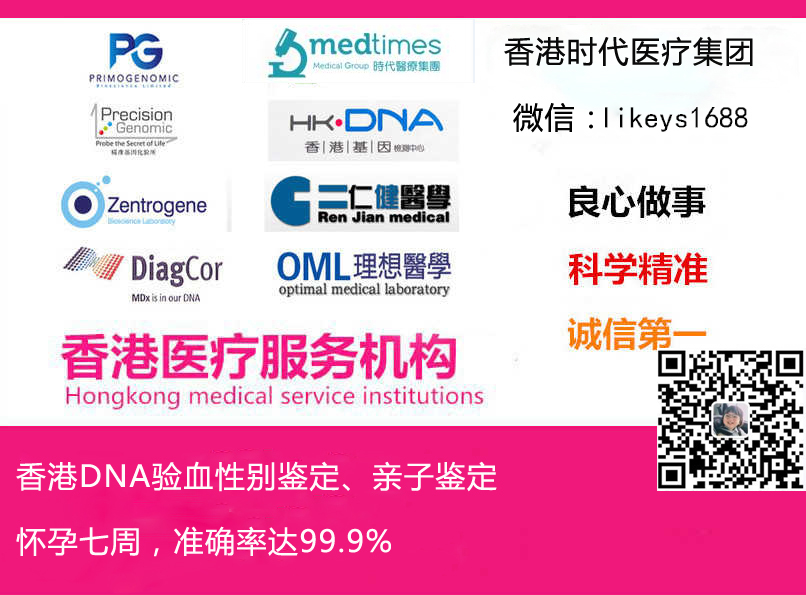 PG
PRIMOGENOMIC
Bioscience Limited
medtimes
Medical Group 時代醫療集團
香港时代医疗集团
Precision
Genomic
Probe the Secret of Life
精準基因化驗所
HK·DNA
香|港|基|因 檢測中心
微信：likeys1688
Zentrogene
Bioscience Laboratory
仁健醫學
Ren Jian medical
良心做事
DiagCor
MDx is in our DNA
OML理想醫學
optimal medical laboratory
科学精准
诚信第一
香港医疗服务机构
Hongkong medical service institutions
香港DNA验血性别鉴定、亲子鉴定
怀孕七周，准确率达99.9%